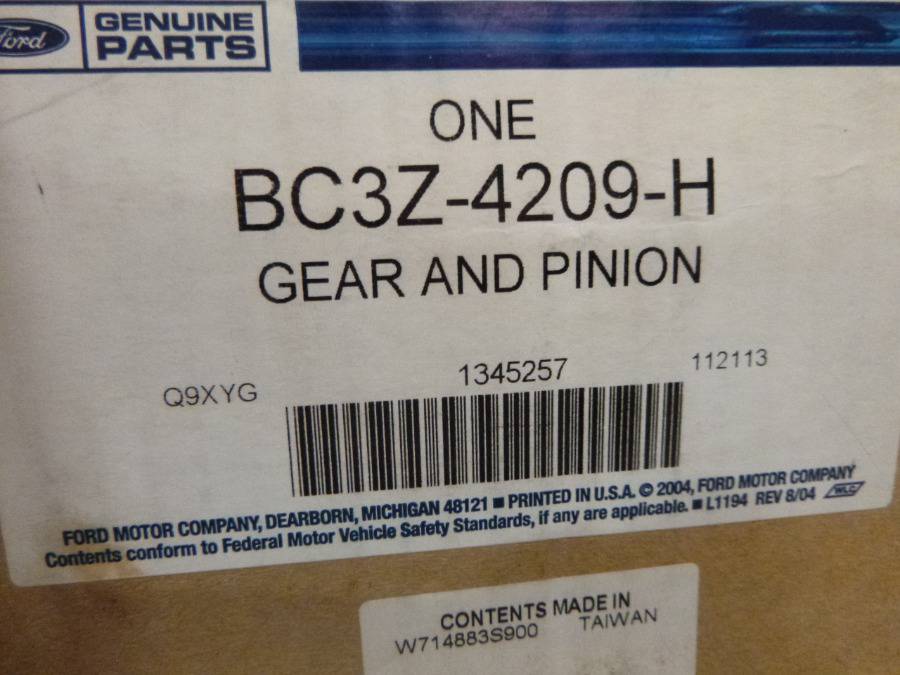 Ford GENUINE
PARTS
ONE
BC3Z-4209-H
GEAR AND PINION
Q9XYG 1345257 112113
FORD MOTOR COMPANY, DEARBORN, MICHIGAN 48121 ■ PRINTED IN U.S.A. © 2004, FORD MOTOR COMPANY
Contents conform to Federal Motor Vehicle Safety Standards, if any are applicable. ■ L1194 REV 8/04 WLC
CONTENTS MADE IN
W714883S900 TAIWAN